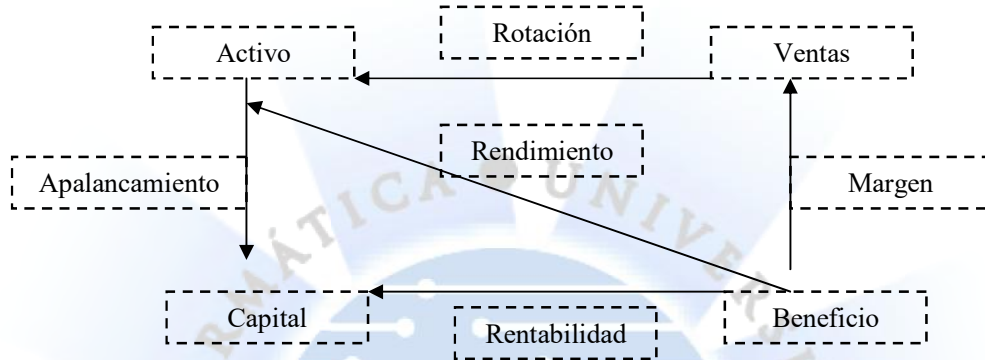 Rotación
Activo
Ventas
Rendimiento
Apalancamiento
Margen
Capital
Beneficio
Rentabilidad